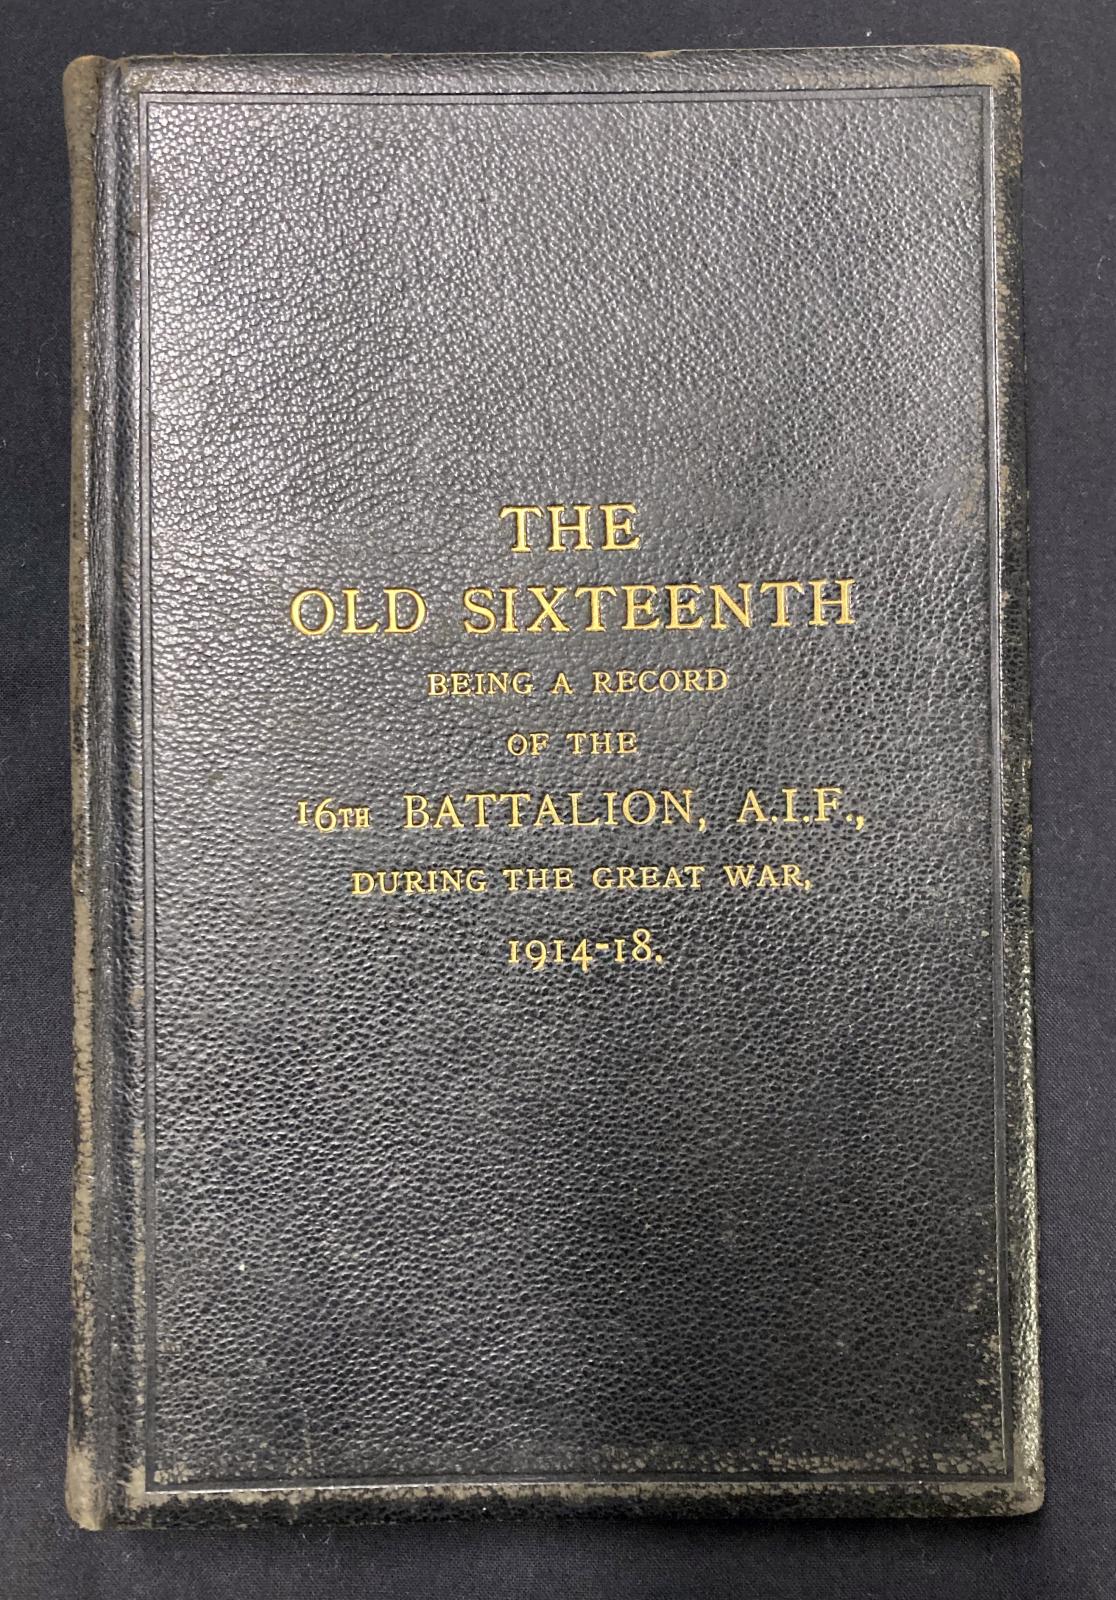 THE
OLD SIXTEENTH
BEING A RECORD
OF THE
16TH BATTALION, A.I.F.,
DURING THE GREAT WAR,
1914-18.